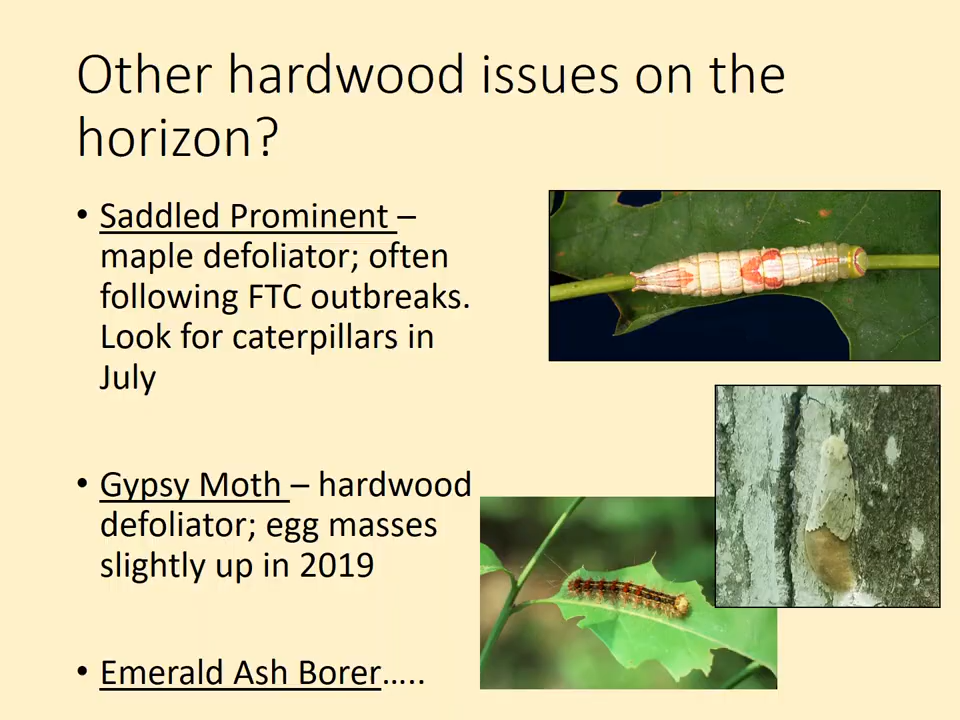 Other hardwood issues on the
horizon?
• Saddled Prominent –
maple defoliator; often
following FTC outbreaks.
Look for caterpillars in
July
• Gypsy Moth – hardwood
defoliator; egg masses
slightly up in 2019
• Emerald Ash Borer…..